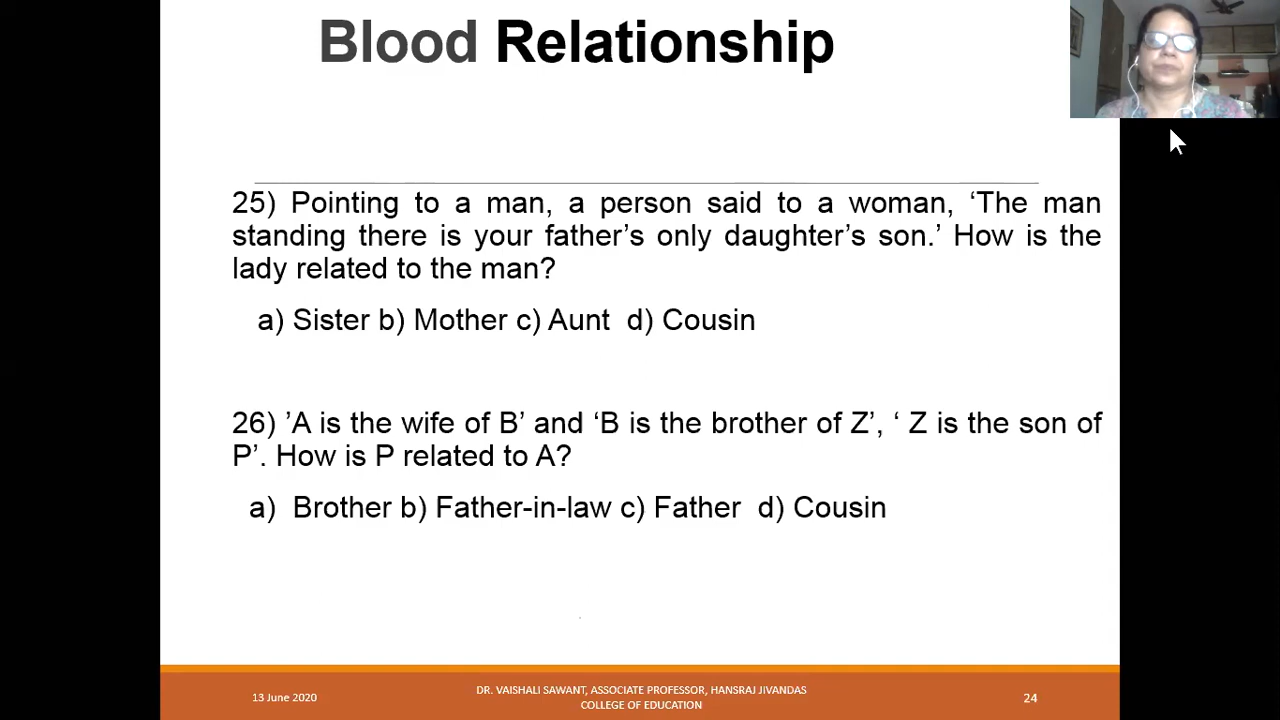 Blood Relationship
25) Pointing to a man, a person said to a woman, ‘The man
standing there is your father’s only daughter’s son.’ How is the
lady related to the man?
a) Sister b) Mother c) Aunt d) Cousin
26) ’A is the wife of B’ and ‘B is the brother of Z’, ‘ Z is the son of
P’. How is P related to A?
a) Brother b) Father-in-law c) Father d) Cousin
13 June 2020
DR. VAISHALI SAWANT, ASSOCIATE PROFESSOR, HANSRAJ JIVANDAS
COLLEGE OF EDUCATION
24